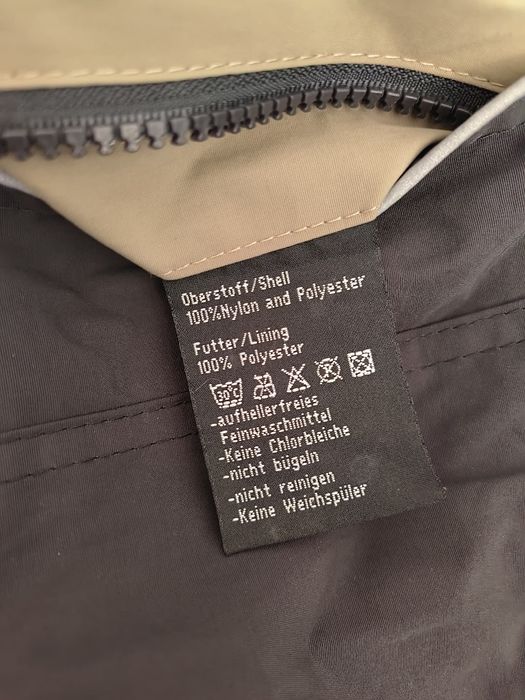 Oberstoff/Shell
100%Nylon and Polyester
Futter/Lining
100% Polyester
30°C
-aufhellerfreies
Feinwaschmittel
-Keine Chlorbleiche
-nicht bügeln
-nicht reinigen
-Keine Weichspüler